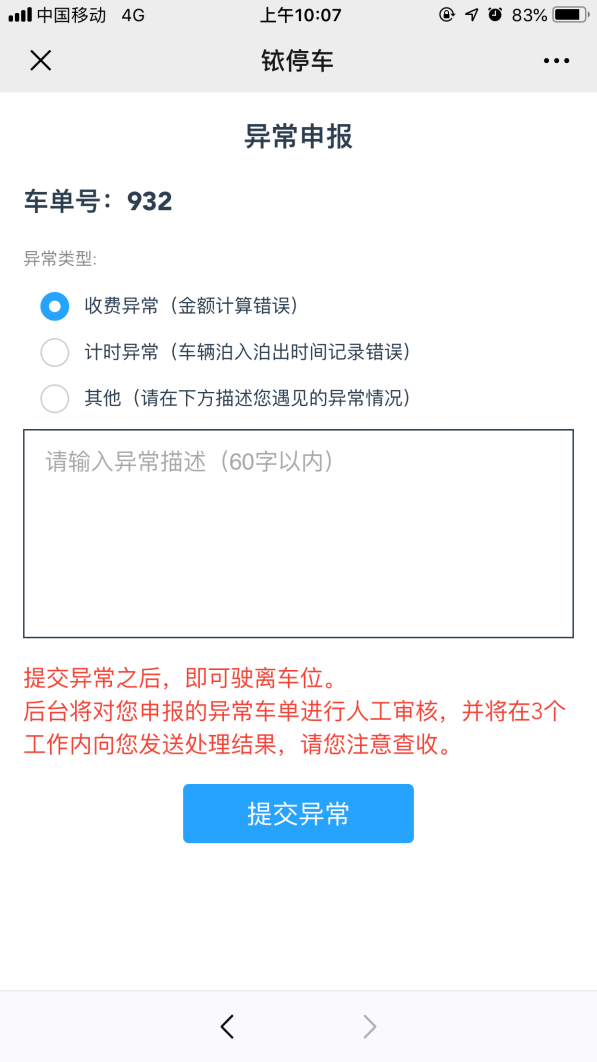 中国移动 4G 上午10:07 83%
铱停车
异常申报
车单号：932
异常类型:
收费异常（金额计算错误）
计时异常（车辆泊入泊出时间记录错误）
其他（请在下方描述您遇见的异常情况）
请输入异常描述（60字以内）
提交异常之后，即可驶离车位。
后台将对您申报的异常车单进行人工审核，并将在3个
工作内向您发送处理结果，请您注意查收。
提交异常